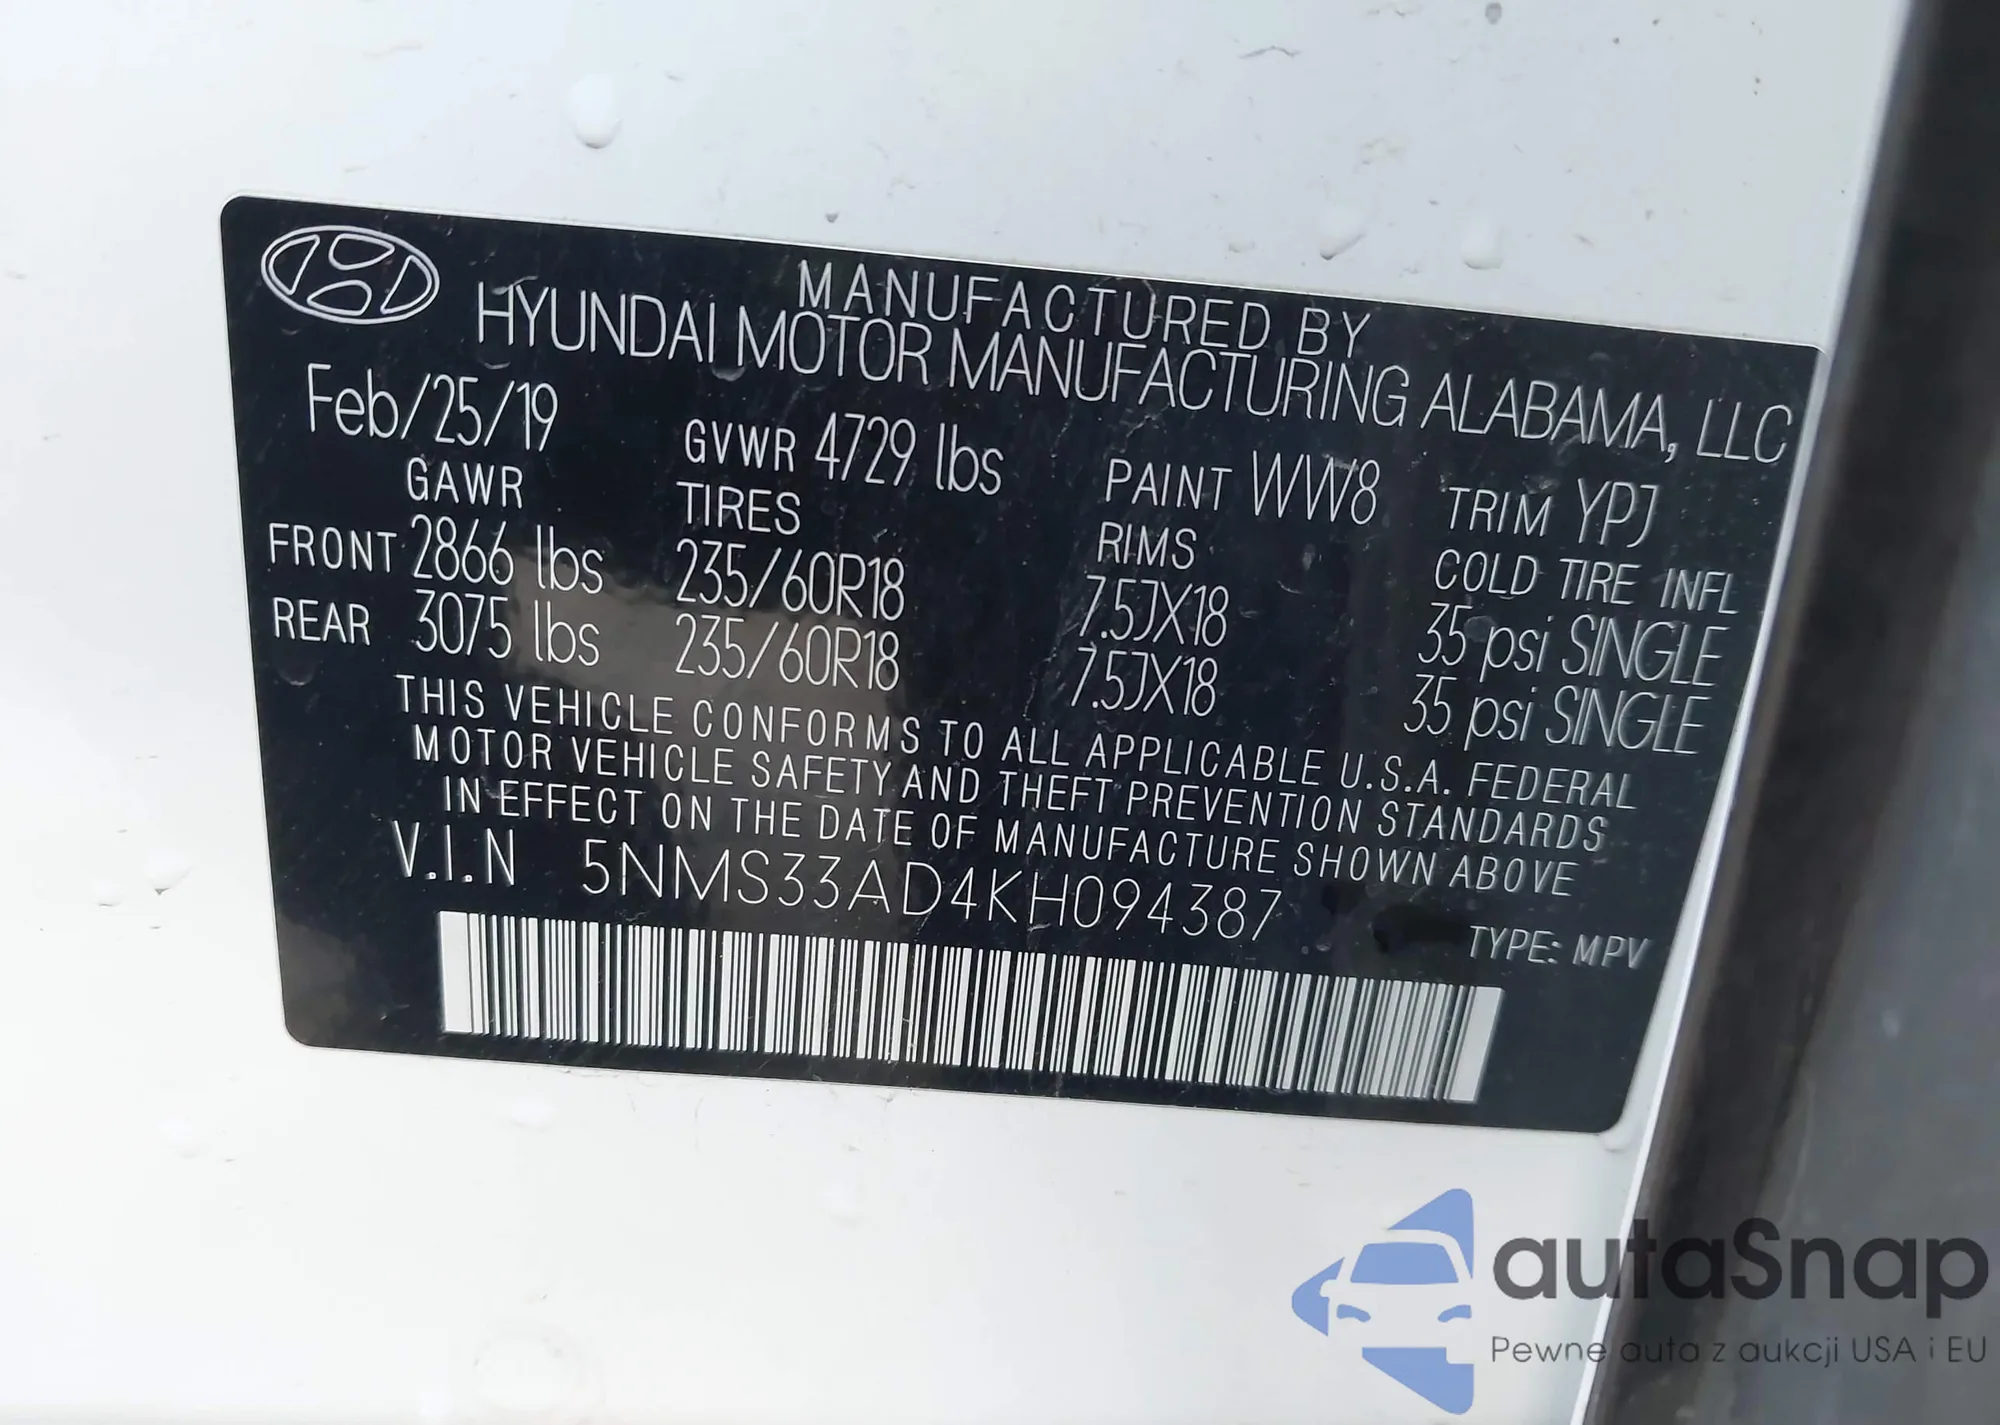 MANUFACTURED BY
HYUNDAI MOTOR MANUFACTURING ALABAMA, LLC
Feb/25/19 GVWR 4729 lbs PAINT WW8 TRIM YPJ
GAWR TIRES RIMS COLD TIRE INFL
FRONT 2866 lbs 235/60R18 7.5JX18 35 psi SINGLE
REAR 3075 lbs 235/60R18 7.5JX18 35 psi SINGLE
THIS VEHICLE CONFORMS TO ALL APPLICABLE U.S.A. FEDERAL
MOTOR VEHICLE SAFETY AND THEFT PREVENTION STANDARDS
IN EFFECT ON THE DATE OF MANUFACTURE SHOWN ABOVE
V.I.N 5NMS33AD4KH094387
TYPE: MPV
autaSnap
Pewne auta z aukcji USA i EU